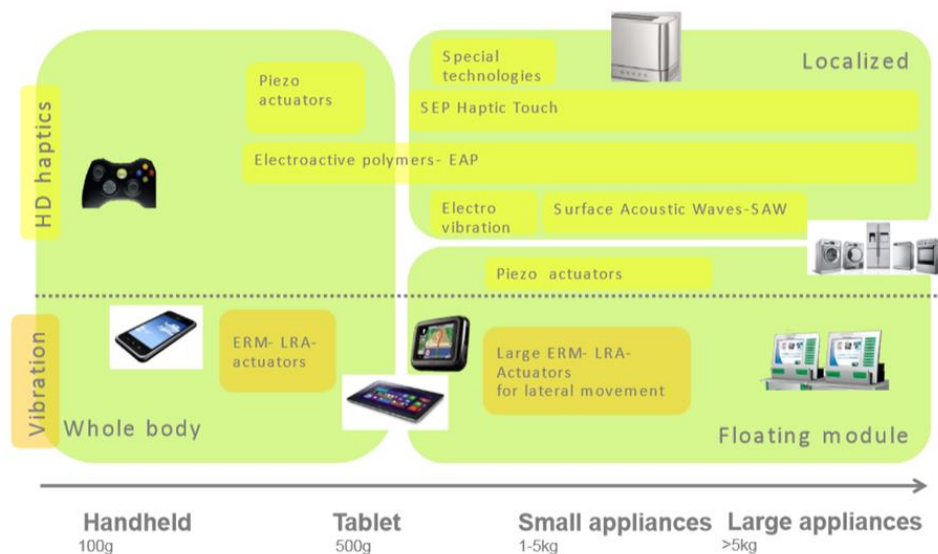 Special
technologies
Localized
Piezo
actuators
SEP Haptic Touch
HD haptics
Electroactive polymers- EAP
Electro
vibration
Surface Acoustic Waves-SAW
Piezo actuators
Vibration
ERM- LRA-
actuators
Large ERM- LRA-
Actuators
for lateral movement
Whole body
Floating module
Handheld
100g
Tablet
500g
Small appliances
1-5kg
Large appliances
>5kg